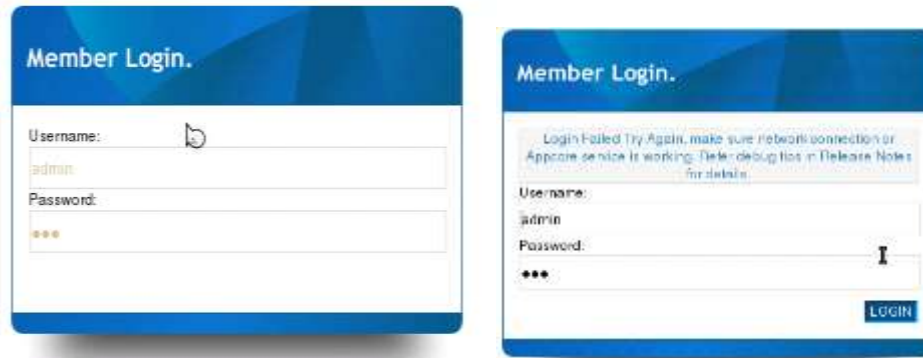 Member Login.
Username:
admin
Password:
Member Login.
Login Failed Try Again, make sure network connection or
Appcore service is working. Refer debug tips in Release Notes
for details.
Username:
admin
Password:
LOGIN